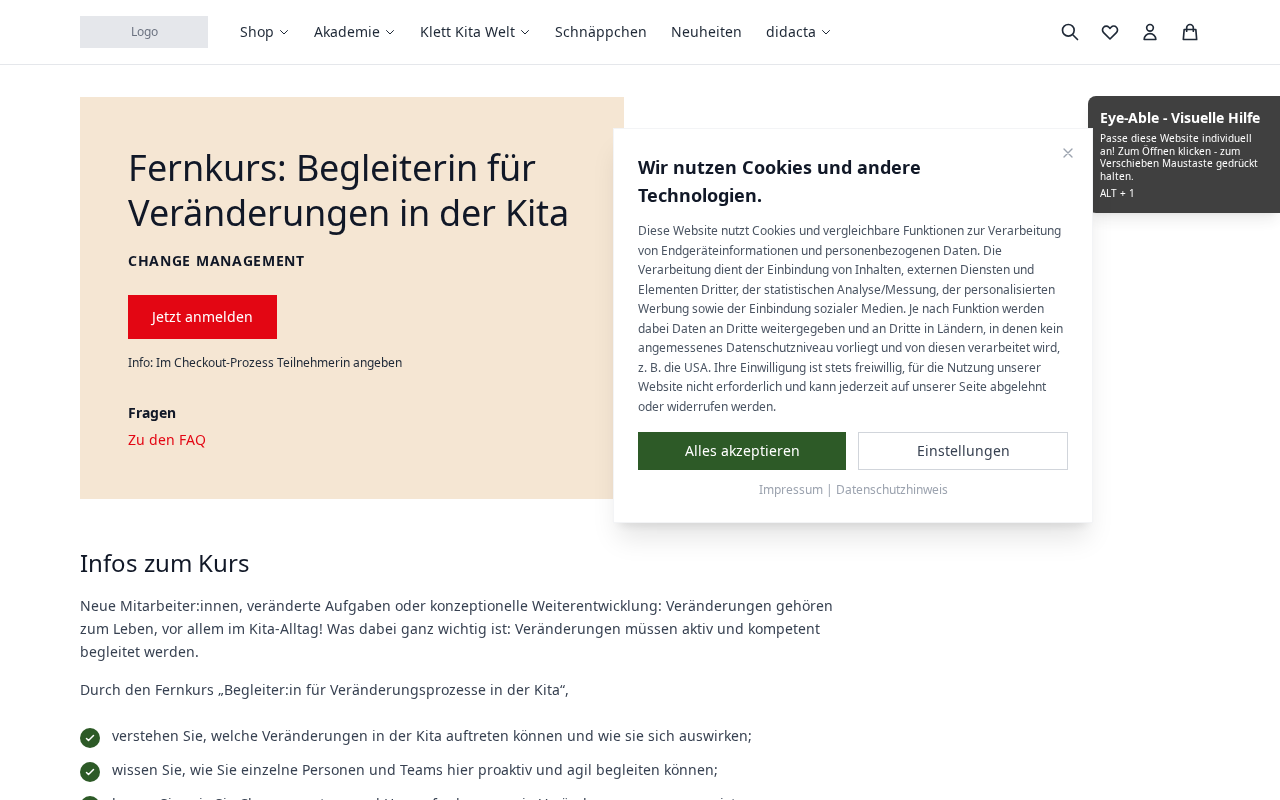 Logo
Shop
Akademie
Klett Kita Welt
Schnäppchen
Neuheiten
didacta
Fernkurs: Begleiterin für
Veränderungen in der Kita
CHANGE MANAGEMENT
Jetzt anmelden
Info: Im Checkout-Prozess Teilnehmerin angeben
Fragen
Zu den FAQ
Wir nutzen Cookies und andere
Technologien.
Diese Website nutzt Cookies und vergleichbare Funktionen zur Verarbeitung
von Endgeräteinformationen und personenbezogenen Daten. Die
Verarbeitung dient der Einbindung von Inhalten, externen Diensten und
Elementen Dritter, der statistischen Analyse/Messung, der personalisierten
Werbung sowie der Einbindung sozialer Medien. Je nach Funktion werden
dabei Daten an Dritte weitergegeben und an Dritte in Ländern, in denen kein
angemessenes Datenschutzniveau vorliegt und von diesen verarbeitet wird,
z. B. die USA. Ihre Einwilligung ist stets freiwillig, für die Nutzung unserer
Website nicht erforderlich und kann jederzeit auf unserer Seite abgelehnt
oder widerrufen werden.
Alles akzeptieren
Einstellungen
Impressum | Datenschutzhinweis
Eye-Able - Visuelle Hilfe
Passe diese Website individuell
an! Zum Öffnen klicken - zum
Verschieben Maustaste gedrückt
halten.
ALT + 1
Infos zum Kurs
Neue Mitarbeiter:innen, veränderte Aufgaben oder konzeptionelle Weiterentwicklung: Veränderungen gehören
zum Leben, vor allem im Kita-Alltag! Was dabei ganz wichtig ist: Veränderungen müssen aktiv und kompetent
begleitet werden.
Durch den Fernkurs „Begleiter:in für Veränderungsprozesse in der Kita“,
verstehen Sie, welche Veränderungen in der Kita auftreten können und wie sie sich auswirken;
wissen Sie, wie Sie einzelne Personen und Teams hier proaktiv und agil begleiten können;